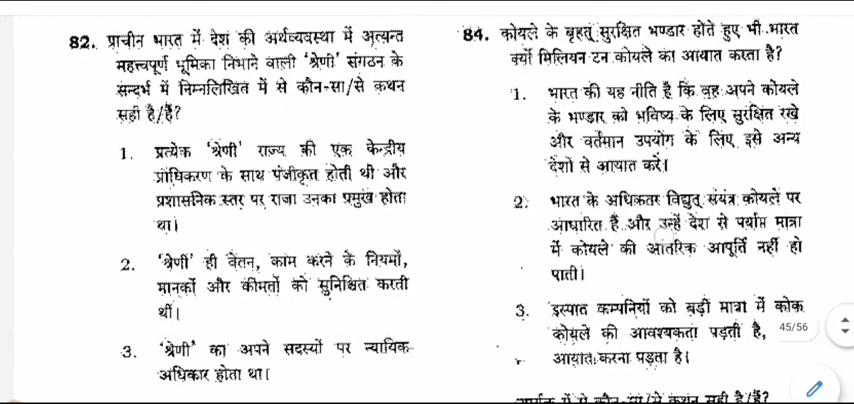 82. प्राचीन भारत में देश की अर्थव्यवस्था में अत्यन्त
महत्त्वपूर्ण भूमिका निभाने वाली 'श्रेणी' संगठन के
सन्दर्भ में निम्नलिखित में से कौन-सा/से कथन
सही है/हैं?
1. प्रत्येक 'श्रेणी' राज्य की एक केन्द्रीय
प्राधिकरण के साथ पंजीकृत होती थी और
प्रशासनिक स्तर पर राजा उनका प्रमुख होता
था।
2. 'श्रेणी' ही वेतन, काम करने के नियमों,
मानकों और कीमतों को सुनिश्चित करती
थी।
3. 'श्रेणी' का अपने सदस्यों पर न्यायिक
अधिकार होता था।
84. कोयले के बृहत् सुरक्षित भण्डार होते हुए भी भारत
क्यों मिलियन टन कोयले का आयात करता है?
1. भारत की यह नीति है कि वह अपने कोयले
के भण्डार को भविष्य के लिए सुरक्षित रखे
और वर्तमान उपयोग के लिए इसे अन्य
देशों से आयात करे।
2. भारत के अधिकतर विद्युत् संयंत्र कोयले पर
आधारित हैं और उन्हें देश से पर्याप्त मात्रा
में कोयले की आंतरिक आपूर्ति नहीं हो
पाती।
3. इस्पात कम्पनियों को बड़ी मात्रा में कोक
कोयले की आवश्यकता पड़ती है,
आयात करना पड़ता है।
45/56
में से कौन-सा/से कथन सही है/हैं?